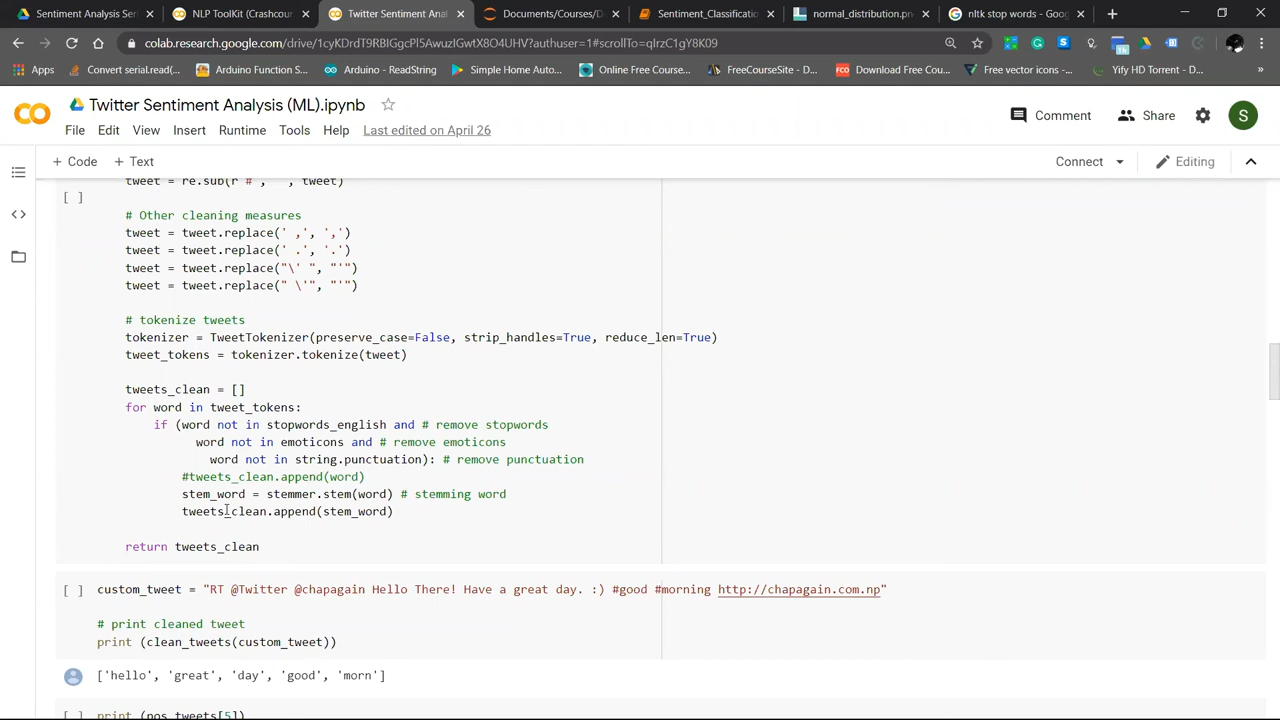 Sentiment Analysis Seri
NLP ToolKit (Crashcour
Twitter Sentiment Anal
Documents/Courses/D
Sentiment_Classificatio
normal_distribution.pn
nltk stop words - Goog
colab.research.google.com/drive/1cyKDrdT9RBIGgcPl5AwuzIGwtX8O4UHV?authuser=1#scrollTo=qIrzC1gY8K09
Apps
Convert serial.read(...
Arduino Function S...
Arduino - ReadString
Simple Home Auto...
Online Free Course...
FreeCourseSite - D...
Download Free Cou...
Free vector icons -...
Yify HD Torrent - D...
Twitter Sentiment Analysis (ML).ipynb
Comment
Share
S
File Edit View Insert Runtime Tools Help Last edited on April 26
+ Code + Text
Connect
Editing
tweet = re.sub(r'#', '', tweet)
[ ]
# Other cleaning measures
tweet = tweet.replace(' ,', ',')
tweet = tweet.replace(' .', '.')
tweet = tweet.replace("\' ", "'")
tweet = tweet.replace(" \'", "'")
# tokenize tweets
tokenizer = TweetTokenizer(preserve_case=False, strip_handles=True, reduce_len=True)
tweet_tokens = tokenizer.tokenize(tweet)
tweets_clean = []
for word in tweet_tokens:
if (word not in stopwords_english and # remove stopwords
word not in emoticons and # remove emoticons
word not in string.punctuation): # remove punctuation
#tweets_clean.append(word)
stem_word = stemmer.stem(word) # stemming word
tweets_clean.append(stem_word)
return tweets_clean
[ ] custom_tweet = "RT @Twitter @chapagain Hello There! Have a great day. :) #good #morning http://chapagain.com.np"
# print cleaned tweet
print (clean_tweets(custom_tweet))
['hello', 'great', 'day', 'good', 'morn']
[ ] print (pos_tweets[5])